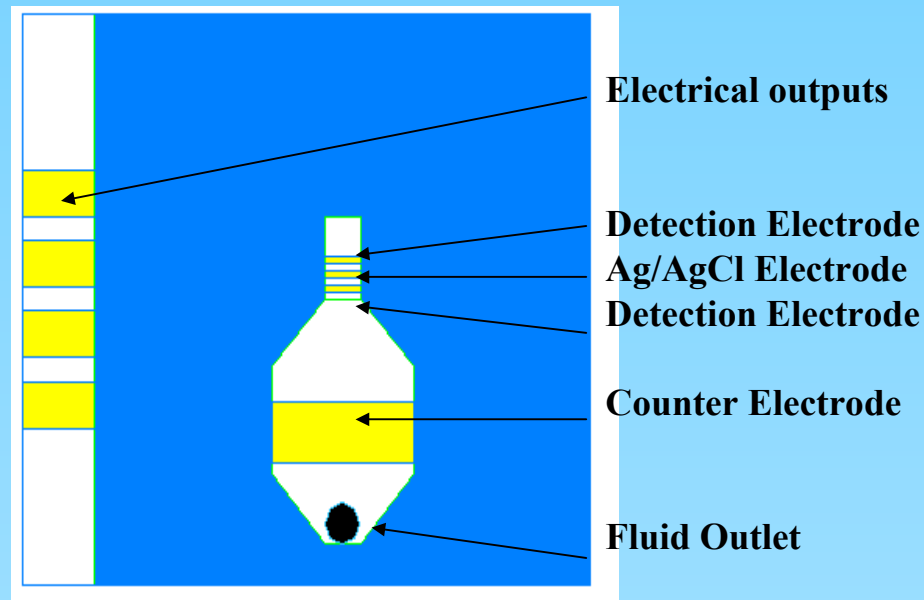 Electrical outputs
Detection Electrode
Ag/AgCl Electrode
Detection Electrode
Counter Electrode
Fluid Outlet